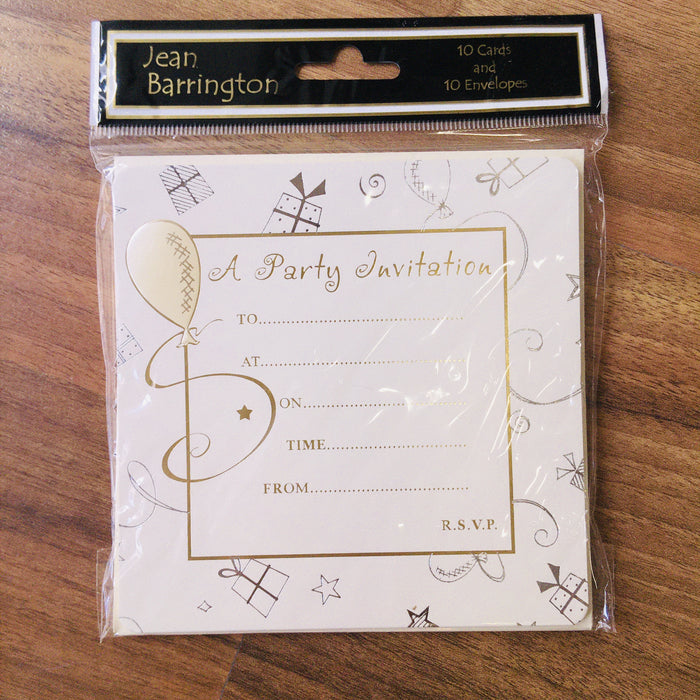 Jean
Barrington
10 Cards
and
10 Envelopes
A Party Invitation
TO..................................................
AT..................................................
ON..........................................
TIME....................................
FROM........................................
R.S.V.P.